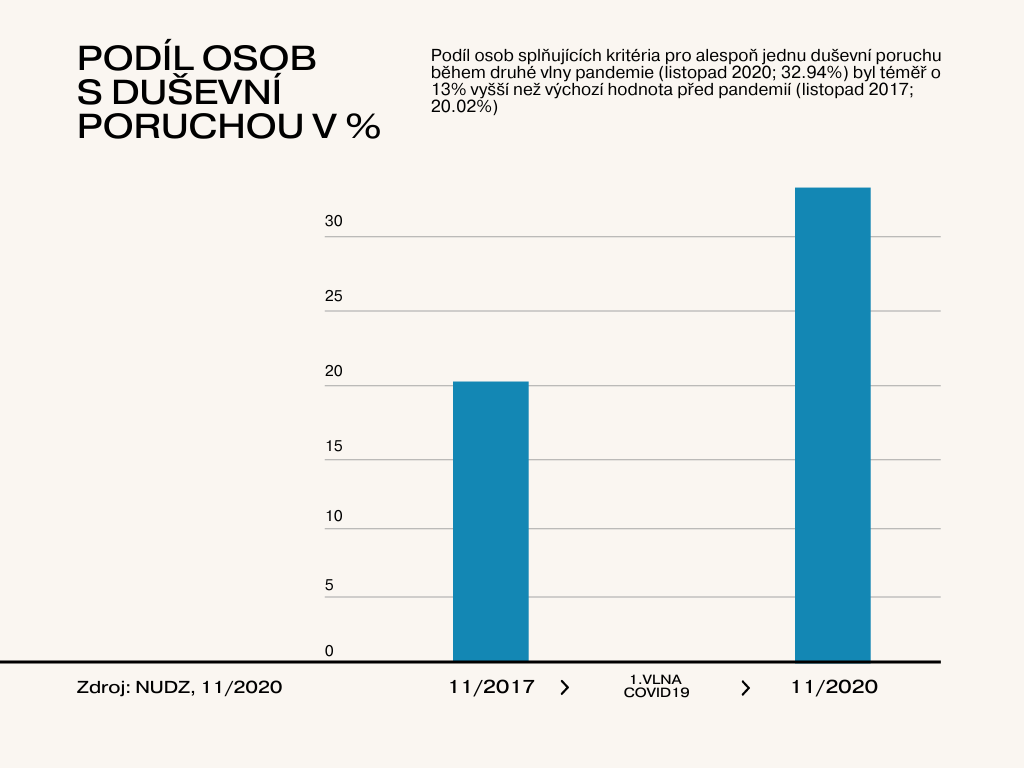 PODÍL OSOB
S DUŠEVNÍ
PORUCHOU V %
Podíl osob splňujících kritéria pro alespoň jednu duševní poruchu
během druhé vlny pandemie (listopad 2020; 32.94%) byl téměř o
13% vyšší než výchozí hodnota před pandemií (listopad 2017;
20.02%)
30
25
20
15
10
5
0
Zdroj: NUDZ, 11/2020
11/2017 > 1.VLNA
COVID19 > 11/2020